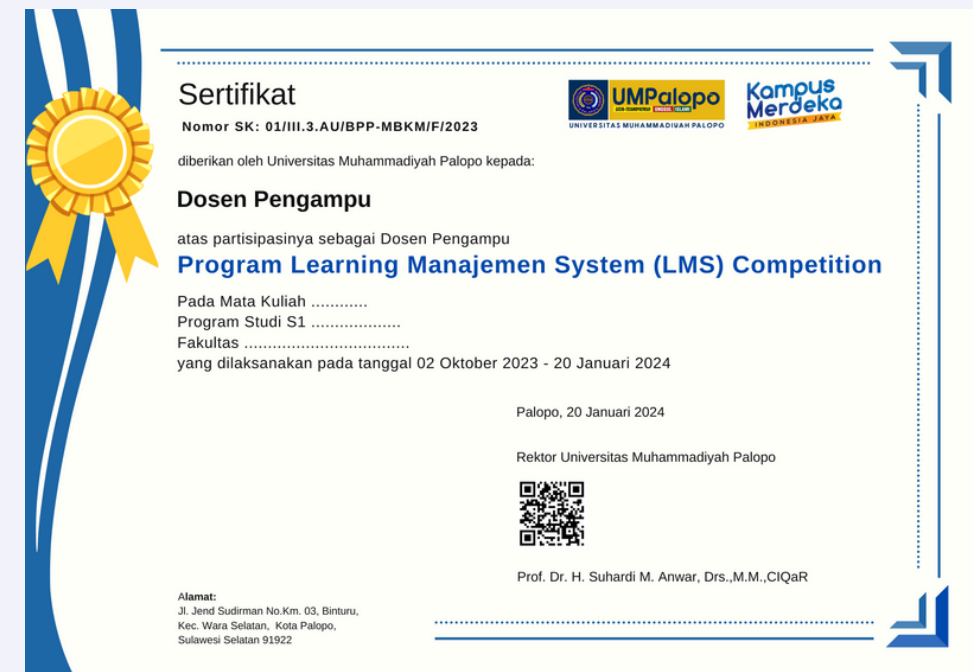 Sertifikat
Nomor SK: 01/III.3.AU/BPP-MBKM/F/2023
UMPalopo
UNGGUL ISLAMI
UNIVERSITAS MUHAMMADIYAH PALOPO
Kampus
Merdeka
INDONESIA JAYA
diberikan oleh Universitas Muhammadiyah Palopo kepada:
Dosen Pengampu
atas partisipasinya sebagai Dosen Pengampu
Program Learning Manajemen System (LMS) Competition
Pada Mata Kuliah ............
Program Studi S1 ...................
Fakultas ...................................
yang dilaksanakan pada tanggal 02 Oktober 2023 - 20 Januari 2024
Palopo, 20 Januari 2024
Rektor Universitas Muhammadiyah Palopo
Prof. Dr. H. Suhardi M. Anwar, Drs.,M.M.,CIQaR
Alamat:
Jl. Jend Sudirman No.Km. 03, Binturu,
Kec. Wara Selatan,  Kota Palopo,
Sulawesi Selatan 91922